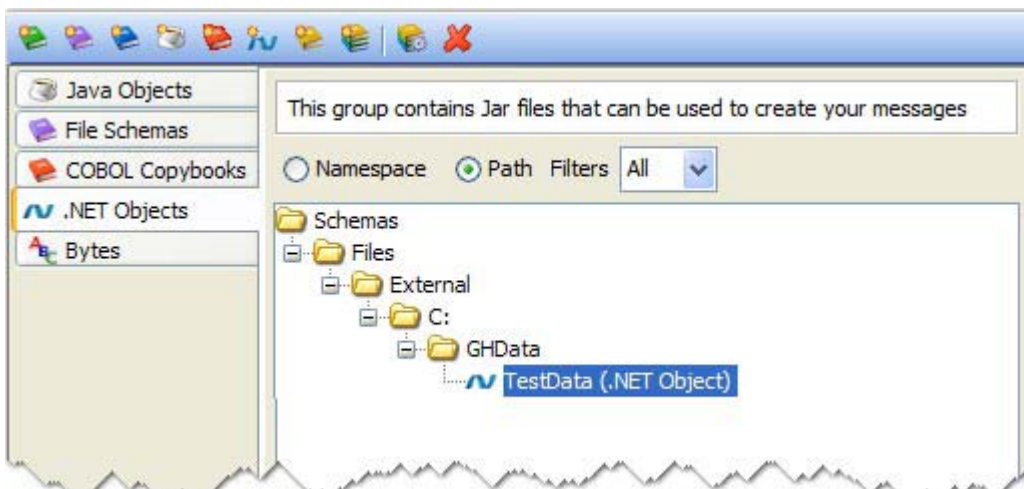 Java Objects
File Schemas
COBOL Copybooks
.NET Objects
ABC Bytes
This group contains Jar files that can be used to create your messages
Namespace Path Filters All
Schemas
Files
External
C:
GHData
TestData (.NET Object)